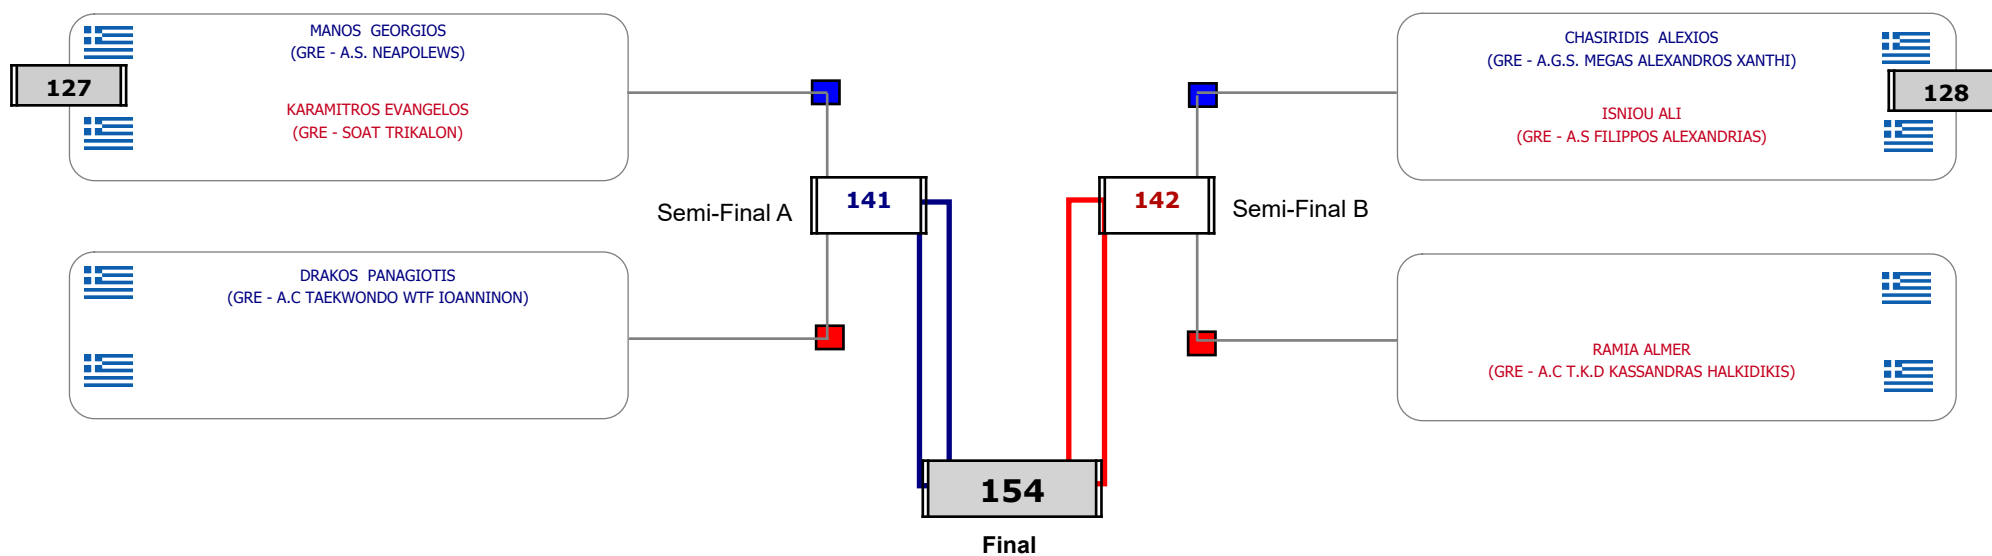 MANOS GEORGIOS
(GRE - A.S. NEAPOLEWS)
127
KARAMITROS EVANGELOS
(GRE - SOAT TRIKALON)
CHASIRIDIS ALEXIOS
(GRE - A.G.S. MEGAS ALEXANDROS XANTHI)
128
ISNIOU ALI
(GRE - A.S FILIPPOS ALEXANDRIAS)
Semi-Final A
141
142
Semi-Final B
DRAKOS PANAGIOTIS
(GRE - A.C TAEKWONDO WTF IOANNINON)
RAMIA ALMER
(GRE - A.C T.K.D KASSANDRAS HALKIDIKIS)
154
Final